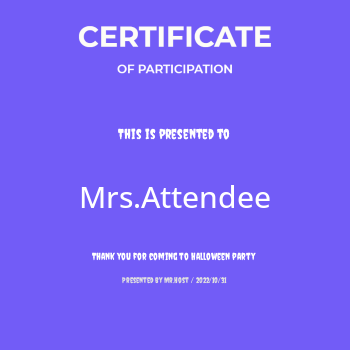 CERTIFICATE
OF PARTICIPATION
THIS IS PRESENTED TO
Mrs.Attendee
THANK YOU FOR COMING TO HALLOWEEN PARTY
PRESENTED BY MR.HOST / 2022/10/31